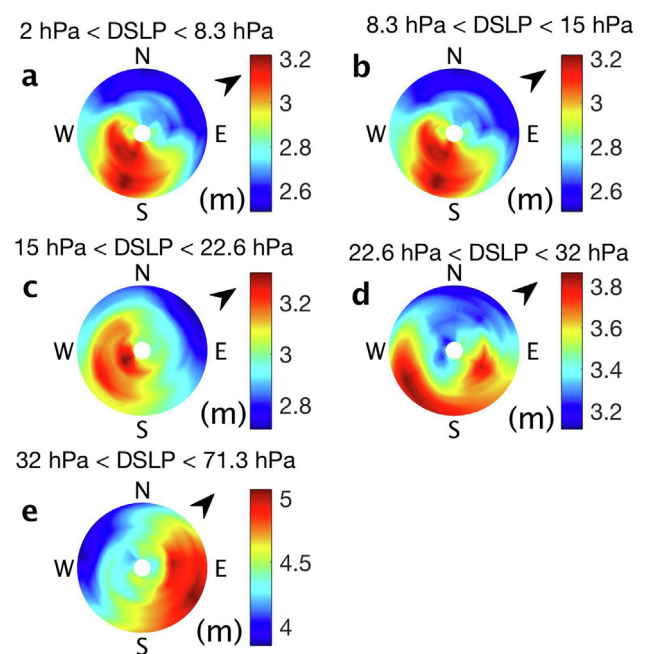 2 hPa < DSLP < 8.3 hPa
a
N
W
E
S
(m)
3.2
3
2.8
2.6
8.3 hPa < DSLP < 15 hPa
b
N
W
E
S
(m)
3.2
3
2.8
2.6
15 hPa < DSLP < 22.6 hPa
c
N
W
E
S
(m)
3.2
3
2.8
22.6 hPa < DSLP < 32 hPa
d
N
W
E
S
(m)
3.8
3.6
3.4
3.2
32 hPa < DSLP < 71.3 hPa
e
N
W
E
S
(m)
5
4.5
4